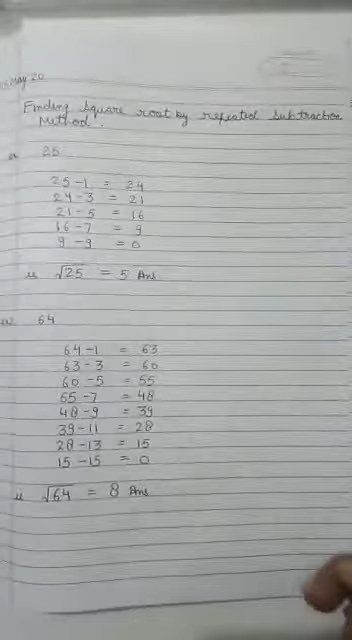 May 20
Finding Square root by repeated Subtraction
Method.
25
25-1 = 24
24-3 = 21
21-5 = 16
16-7 = 9
9-9 = 0
√25 = 5 Ans
64
64-1 = 63
63-3 = 60
60-5 = 55
55-7 = 48
48-9 = 39
39-11 = 28
28-13 = 15
15-15 = 0
√64 = 8 Ans